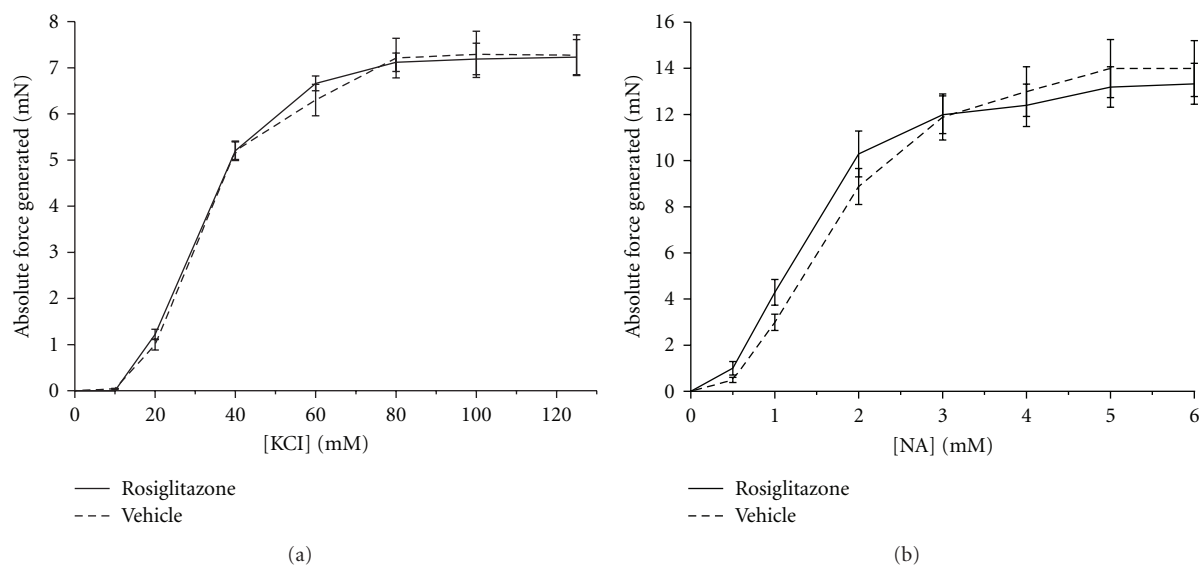 8
7
6
5
4
3
2
1
0
Absolute force generated (mN)
0 20 40 60 80 100 120
[KCl] (mM)
Rosiglitazone
Vehicle
(a)
16
14
12
10
8
6
4
2
0
Absolute force generated (mN)
0 1 2 3 4 5 6
[NA] (mM)
Rosiglitazone
Vehicle
(b)